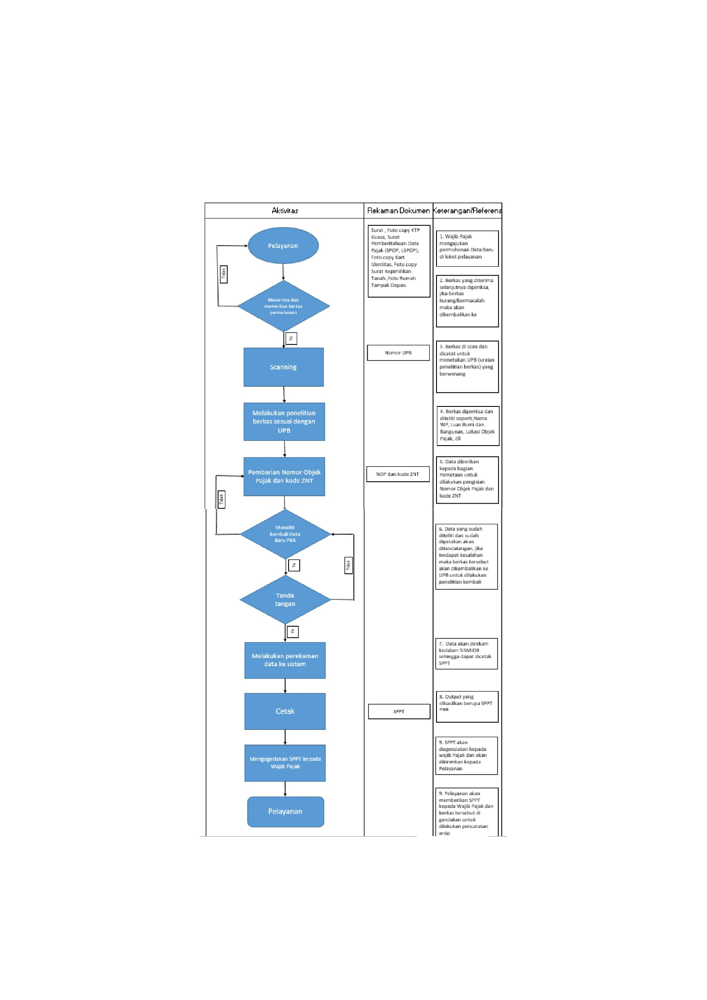 Aktivitas
Rekaman Dokumen
Keterangan/Referens
Pelayanan
Tidak
Menerima dan
memeriksa berkas
permohonan
Ya
Scanning
Melakukan penelitian
berkas sesuai dengan
UPB
Pemberian Nomor Objek
Pajak dan kode ZNT
Tidak
Meneliti
kembali Data
Baru PBB
Ya
Tidak
Tanda
tangan
Ya
Melakukan perekaman
data ke sistem
Cetak
Mengagedakan SPPT kepada
Wajib Pajak
Pelayanan
Surat , Foto copy KTP
Kuasa, Surat
Pemberitahuan Data
Pajak (SPOP, LSPOP);
Foto copy Kart
Identitas, Foto copy
Surat Kepimilikan
Tanah ,Foto Rumah
Tampak Depan
Nomor UPB
NOP dan kode ZNT
SPPT
1. Wajib Pajak
mengajukan
permohonan Data Baru
di loket pelayanan
2. Berkas yang diterima
selanjutnya diperiksa,
jika berkas
kurang/bermasalah
maka akan
dikembalikan ke
3. Berkas di scan dan
dicatat untuk
menetukan UPB (uraian
penelitian berkas) yang
berwenang
4. Berkas diperiksa dan
diteliti seperti;Nama
WP, Luas Bumi dan
Bangunan, Lokasi Objek
Pajak, dll
5. Data diberikan
kepada bagian
Pemetaan untuk
dilakukan pengisian
Nomor Objek Pajak dan
kode ZNT
6. Data yang sudah
diteliti dan sudah
dipetakan akan
ditandatangan, jika
terdapat kesalahan
maka berkas tersebut
akan dikembalikan ke
UPB untuk dilakukan
penelitian kembali
7. Data akan direkam
kedalam SISMIOB
sehingga dapat dicetak
SPPT
8. Output yang
dihasilkan berupa SPPT
PBB
9. SPPT akan
diagendakan kepada
wajib Pajak dan akan
dikirimkan kepada
Pelayanan
9. Pelayanan akan
memberikan SPPT
kepada Wajib Pajak dan
berkas tersebut di
gandakan untuk
dilakukan pencatatan
arsip